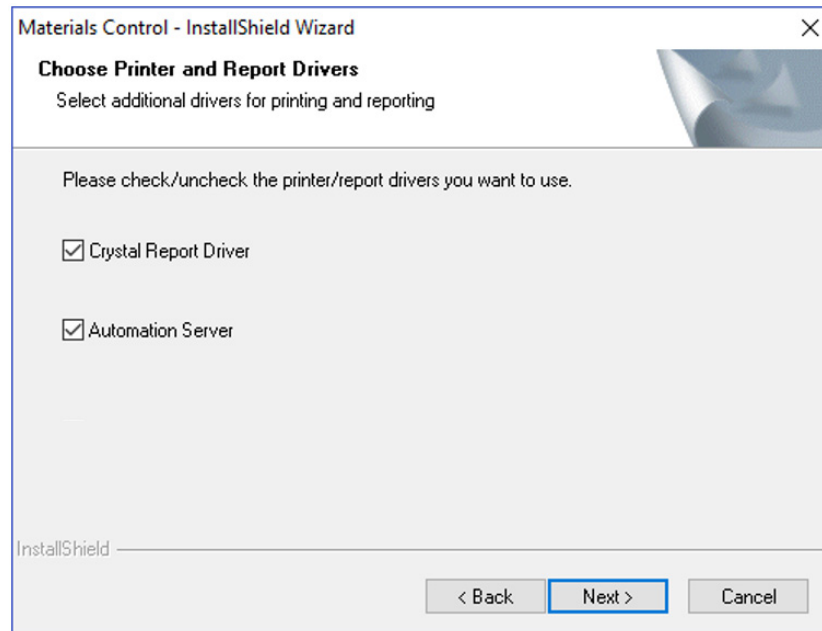 Materials Control - InstallShield Wizard
Choose Printer and Report Drivers
Select additional drivers for printing and reporting
Please check/uncheck the printer/report drivers you want to use.
Crystal Report Driver
Automation Server
InstallShield
< Back Next > Cancel